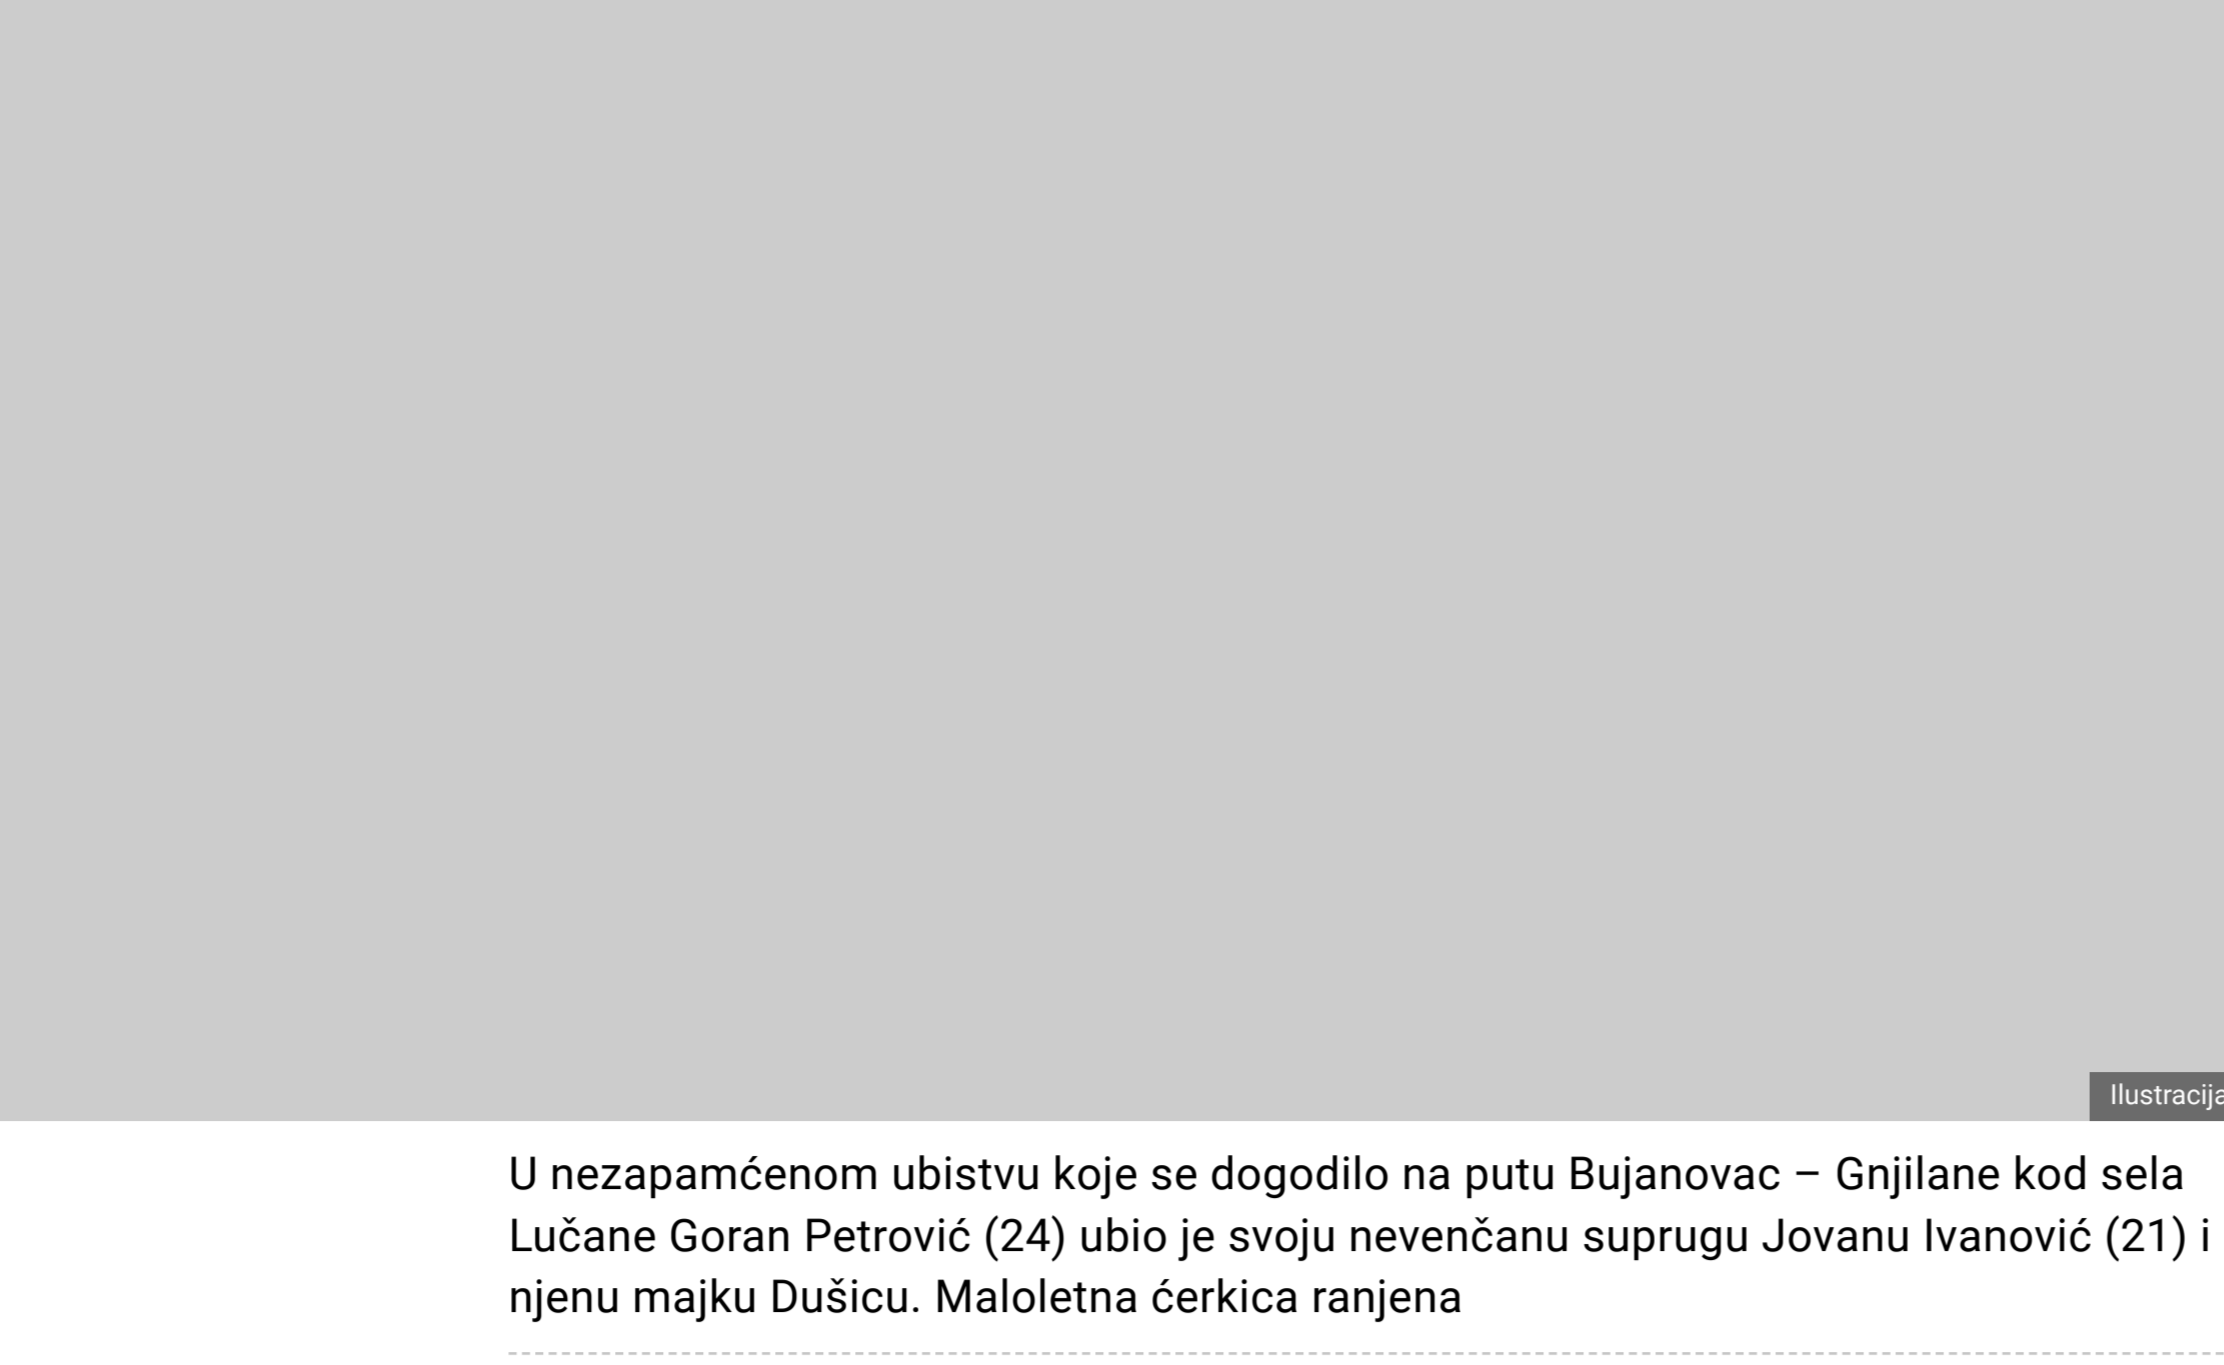 Ilustracija
U nezapamćenom ubistvu koje se dogodilo na putu Bujanovac – Gnjilane kod sela
Lučane Goran Petrović (24) ubio je svoju nevenčanu suprugu Jovanu Ivanović (21) i
njenu majku Dušicu. Maloletna ćerkica ranjena